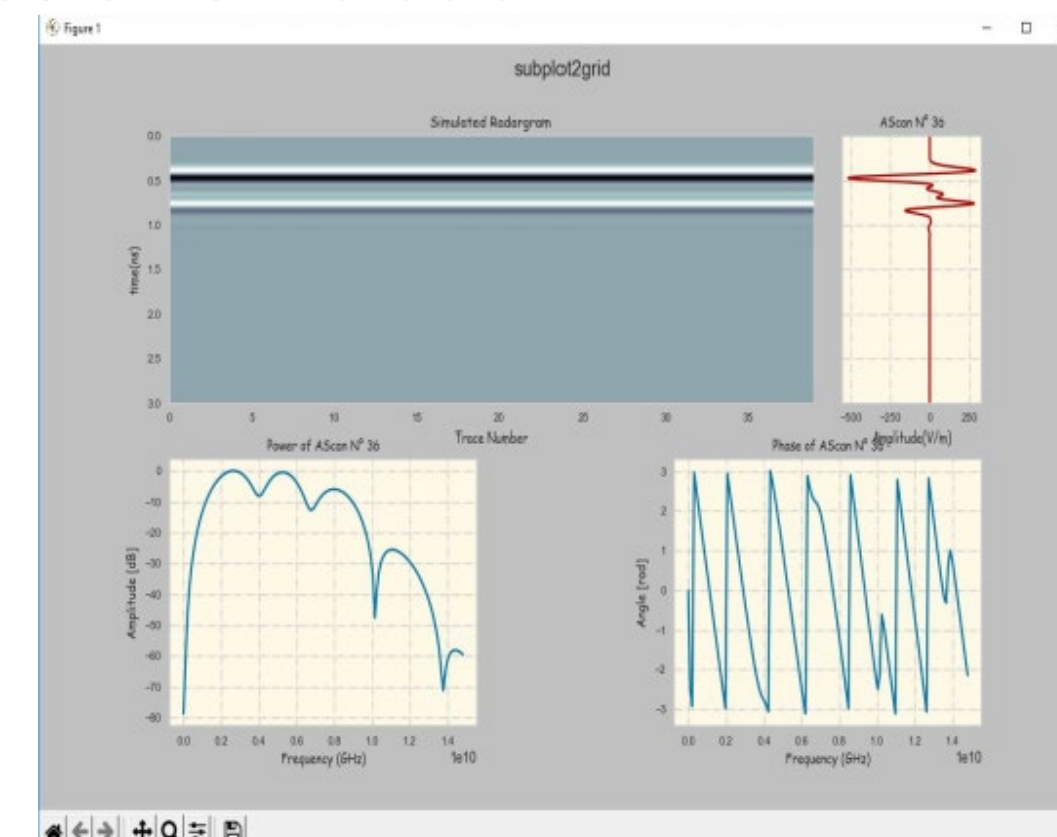 Figure 1
subplot2grid
Simulated Radargram
AScan N° 36
0.0
0.5
1.0
1.5
2.0
2.5
3.0
time(ns)
0 5 10 15 20 25 30 35
Trace Number
-500 -250 0 250
Amplitude(V/m)
Power of AScan N° 36
Phase of AScan N° 36
0
-10
-20
-30
-40
-50
-60
-70
-80
Amplitude [dB]
0.0 0.2 0.4 0.6 0.8 1.0 1.2 1.4
Frequency (GHz)
1e10
3
2
1
0
-1
-2
-3
Angle [rad]
0.0 0.2 0.4 0.6 0.8 1.0 1.2 1.4
Frequency (GHz)
1e10